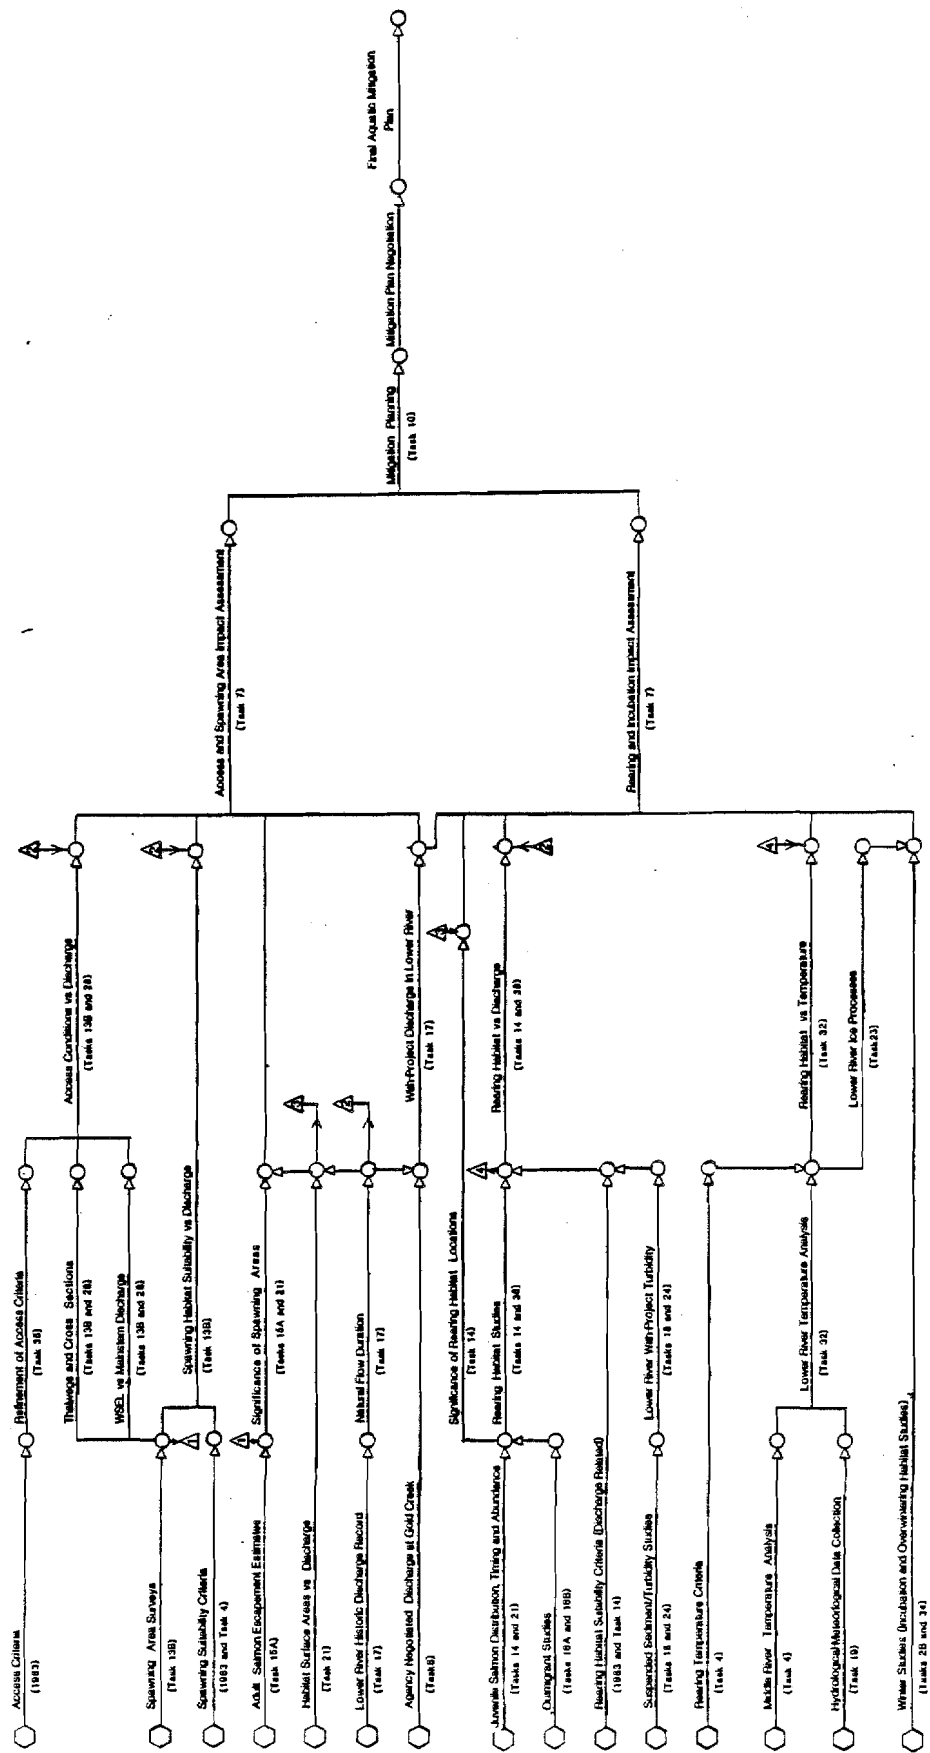 Access Criteria
(1983)
Refinement of Access Criteria
(Task 36)
Thalwegs and Cross Sections
(Tasks 13B and 28)
WSEL vs Mainstem Discharge
(Tasks 13B and 28)
Access Conditions vs Discharge
(Tasks 13B and 28)
Spawning Area Surveys
(Task 13B)
Spawning Suitability Criteria
(1983 and Task 4)
Spawning Habitat Suitability vs Discharge
(Task 13B)
Adult Salmon Escapement Estimates
(Task 15A)
Significance of Spawning Areas
(Tasks 15A and 21)
Habitat Surface Areas vs Discharge
(Task 21)
Lower River Historic Discharge Record
(Task 17)
Natural Flow Duration
(Task 17)
Agency Negotiated Discharge at Gold Creek
(Task 6)
With-Project Discharge in Lower River
(Task 17)
Access and Spawning Area Impact Assessment
(Task 7)
Significance of Rearing Habitat Locations
(Task 14)
Juvenile Salmon Distribution, Timing and Abundance
(Tasks 14 and 21)
Rearing Habitat Studies
(Tasks 14 and 36)
Rearing Habitat vs Discharge
(Tasks 14 and 36)
Outmigrant Studies
(Task 16A and 16B)
Rearing Habitat Suitability Criteria (Discharge Related)
(1983 and Task 14)
Suspended Sediment/Turbidity Studies
(Tasks 18 and 24)
Lower River With-Project Turbidity
(Tasks 18 and 24)
Rearing Temperature Criteria
(Task 4)
Middle River Temperature Analysis
(Task 4)
Hydrological/Meteorological Data Collection
(Task 19)
Lower River Temperature Analysis
(Task 32)
Rearing Habitat vs Temperature
(Task 32)
Lower River Ice Processes
(Task23)
Winter Studies (Incubation and Overwintering Habitat Studies)
Rearing and Incubation Impact Assessment
(Task 7)
Mitigation Planning
(Task 10)
Mitigation Plan Negotiation
Final Aquatic Mitigation
Plan